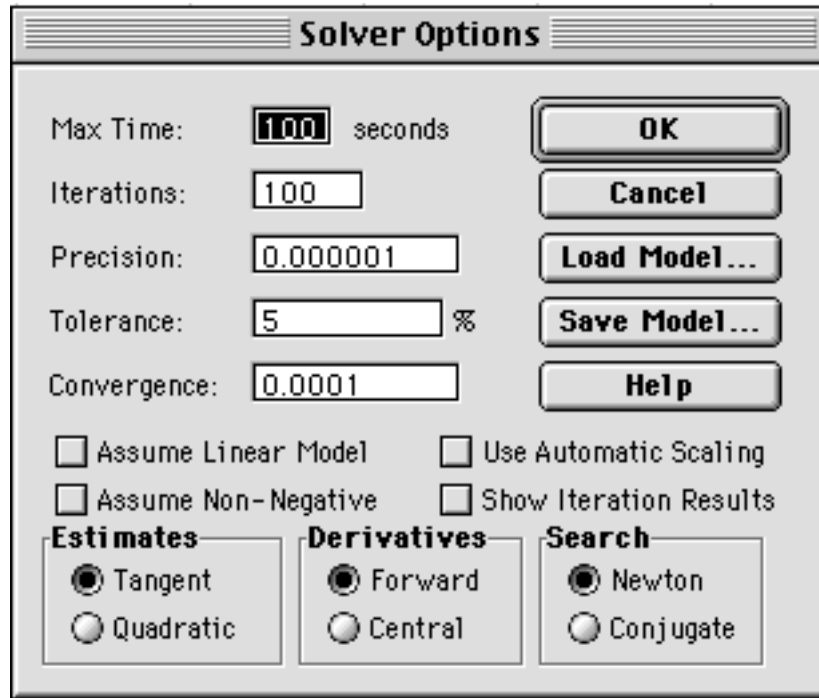 Solver Options
Max Time: 100 seconds
OK
Iterations: 100
Cancel
Precision: 0.000001
Load Model...
Tolerance: 5 %
Save Model...
Convergence: 0.0001
Help
Assume Linear Model
Use Automatic Scaling
Assume Non-Negative
Show Iteration Results
Estimates
Derivatives
Search
Tangent
Forward
Newton
Quadratic
Central
Conjugate